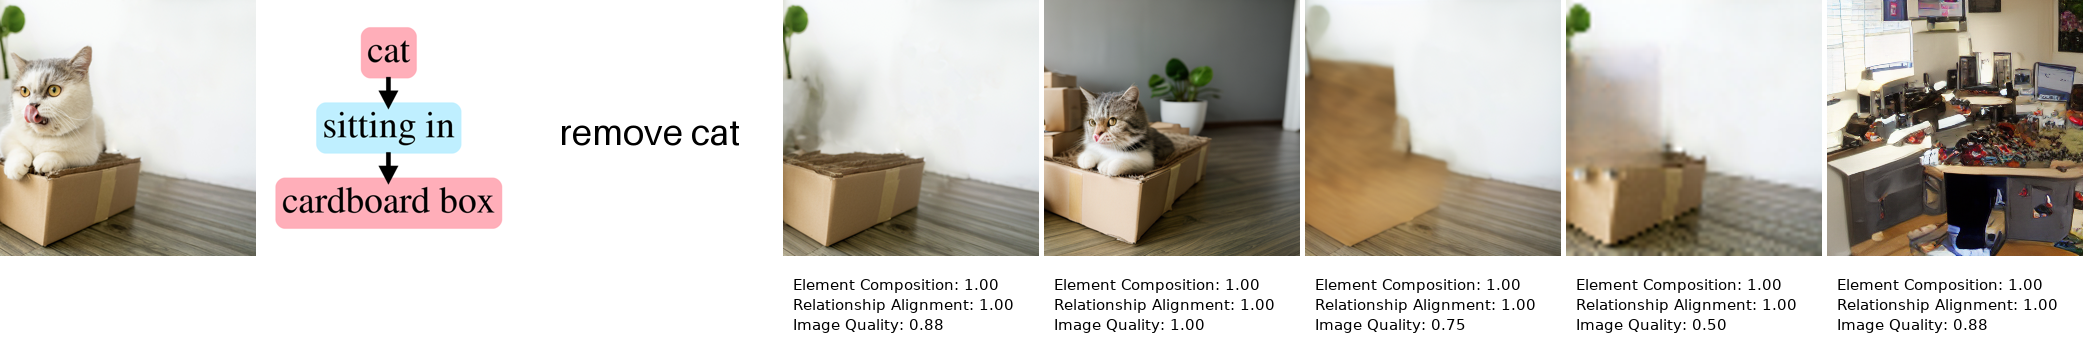 cat
sitting in
cardboard box
remove cat
Element Composition: 1.00
Relationship Alignment: 1.00
Image Quality: 0.88
Element Composition: 1.00
Relationship Alignment: 1.00
Image Quality: 1.00
Element Composition: 1.00
Relationship Alignment: 1.00
Image Quality: 0.75
Element Composition: 1.00
Relationship Alignment: 1.00
Image Quality: 0.50
Element Composition: 1.00
Relationship Alignment: 1.00
Image Quality: 0.88